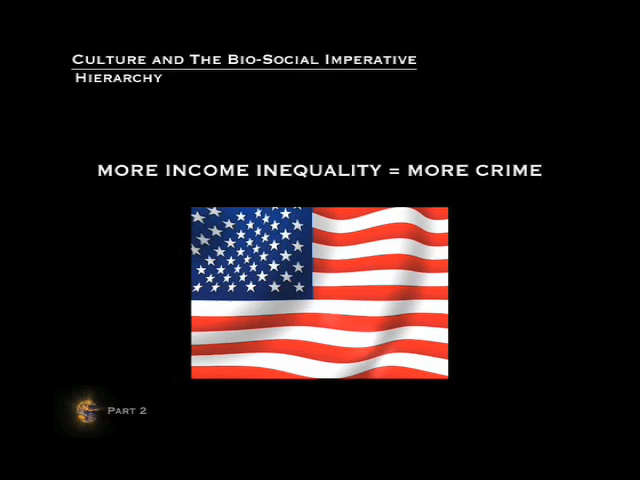 Culture and The Bio-Social Imperative
Hierarchy
MORE INCOME INEQUALITY = MORE CRIME
Part 2